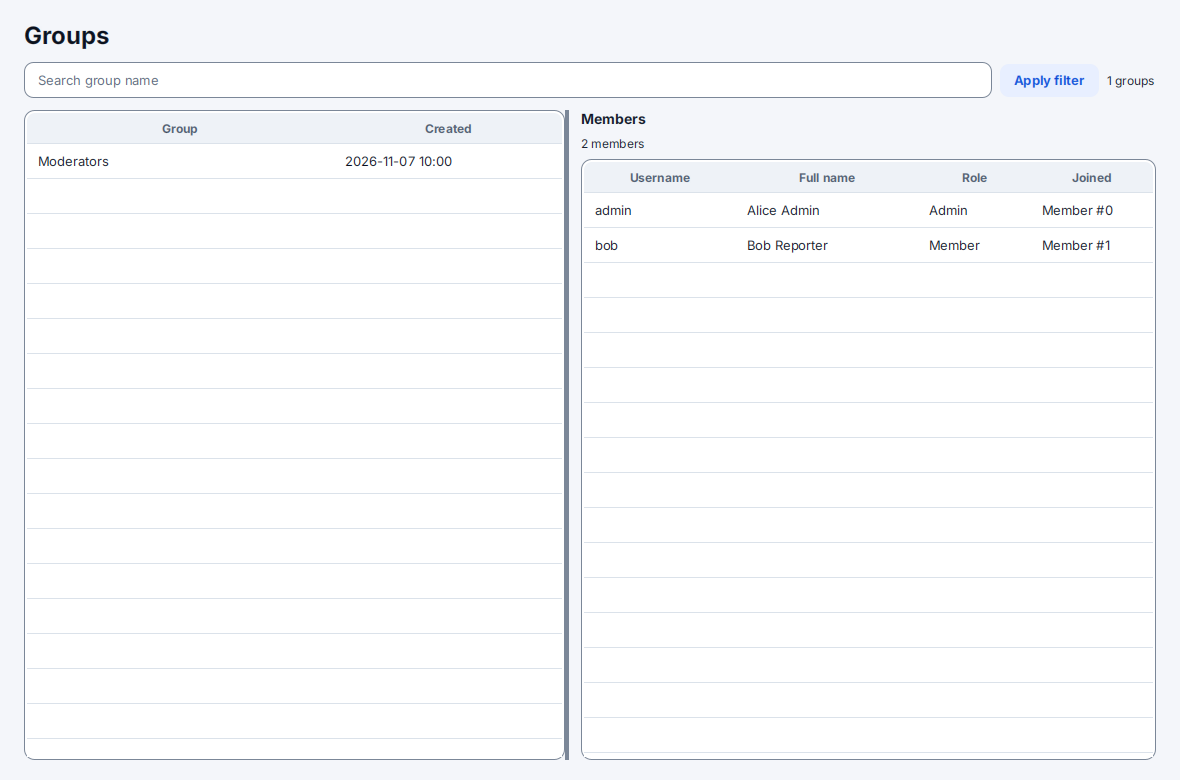 Groups
Search group name
Apply filter
1 groups
Group Created
Moderators 2026-11-07 10:00
Members
2 members
Username Full name Role Joined
admin Alice Admin Admin Member #0
bob Bob Reporter Member Member #1